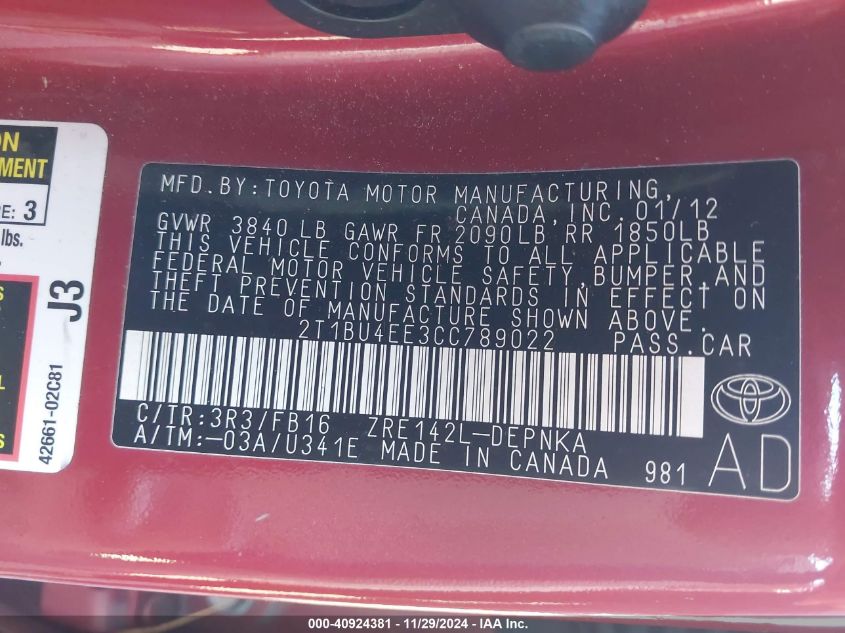 ON
MENT
E: 3
lbs.
S
L
S
J3
42661-02C81
MFD.BY:TOYOTA MOTOR MANUFACTURING,
CANADA,INC.01/12
GVWR 3840LB GAWR FR 2090LB RR 1850LB
THIS VEHICLE CONFORMS TO ALL APPLICABLE
FEDERAL MOTOR VEHICLE SAFETY,BUMPER,AND
THEFT PREVENTION STANDARDS IN EFFECT ON
THE DATE OF MANUFACTURE SHOWN ABOVE.
2T1BU4EE3CC789022 PASS.CAR
C/TR:3R3/FB16 ZRE142L-DEPNKA
A/TM:-03A/U341E MADE IN CANADA 981
AD
000-40924381 - 11/29/2024 - IAAI Inc.